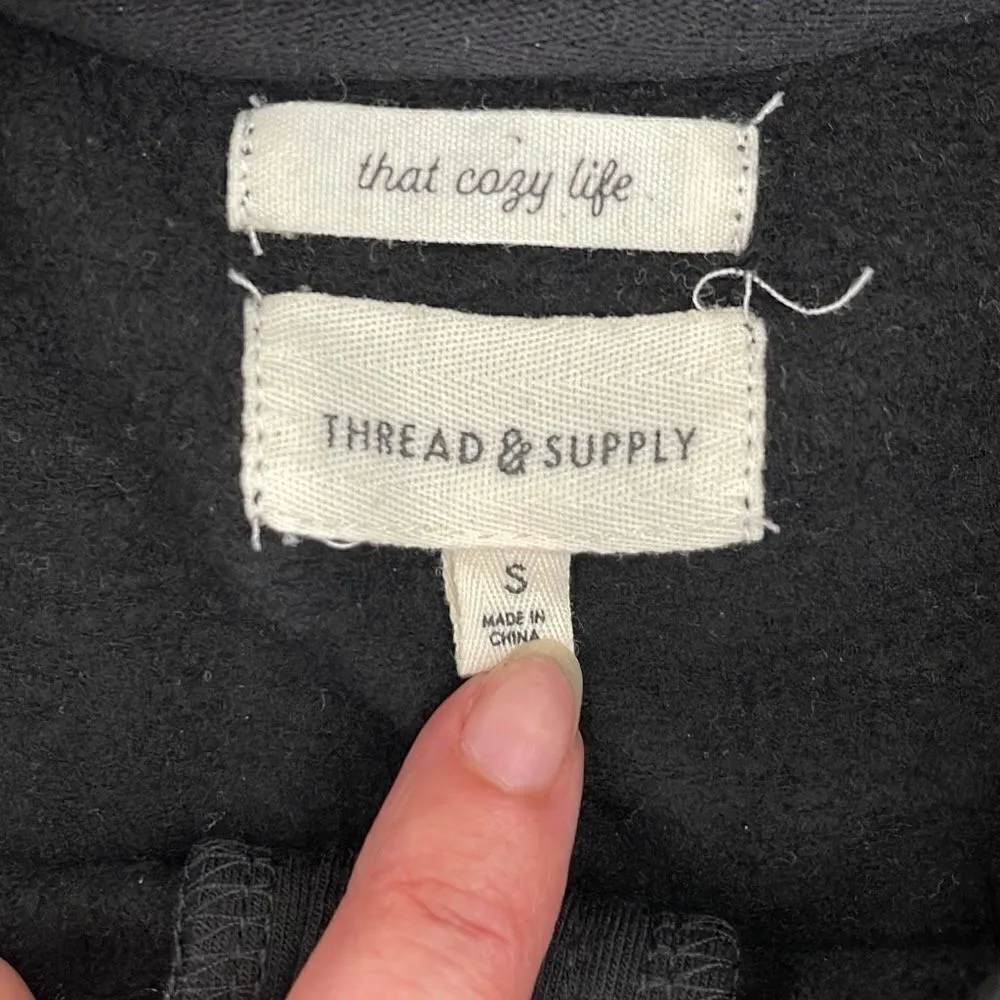 that cozy life
THREAD & SUPPLY
S
MADE IN
CHINA